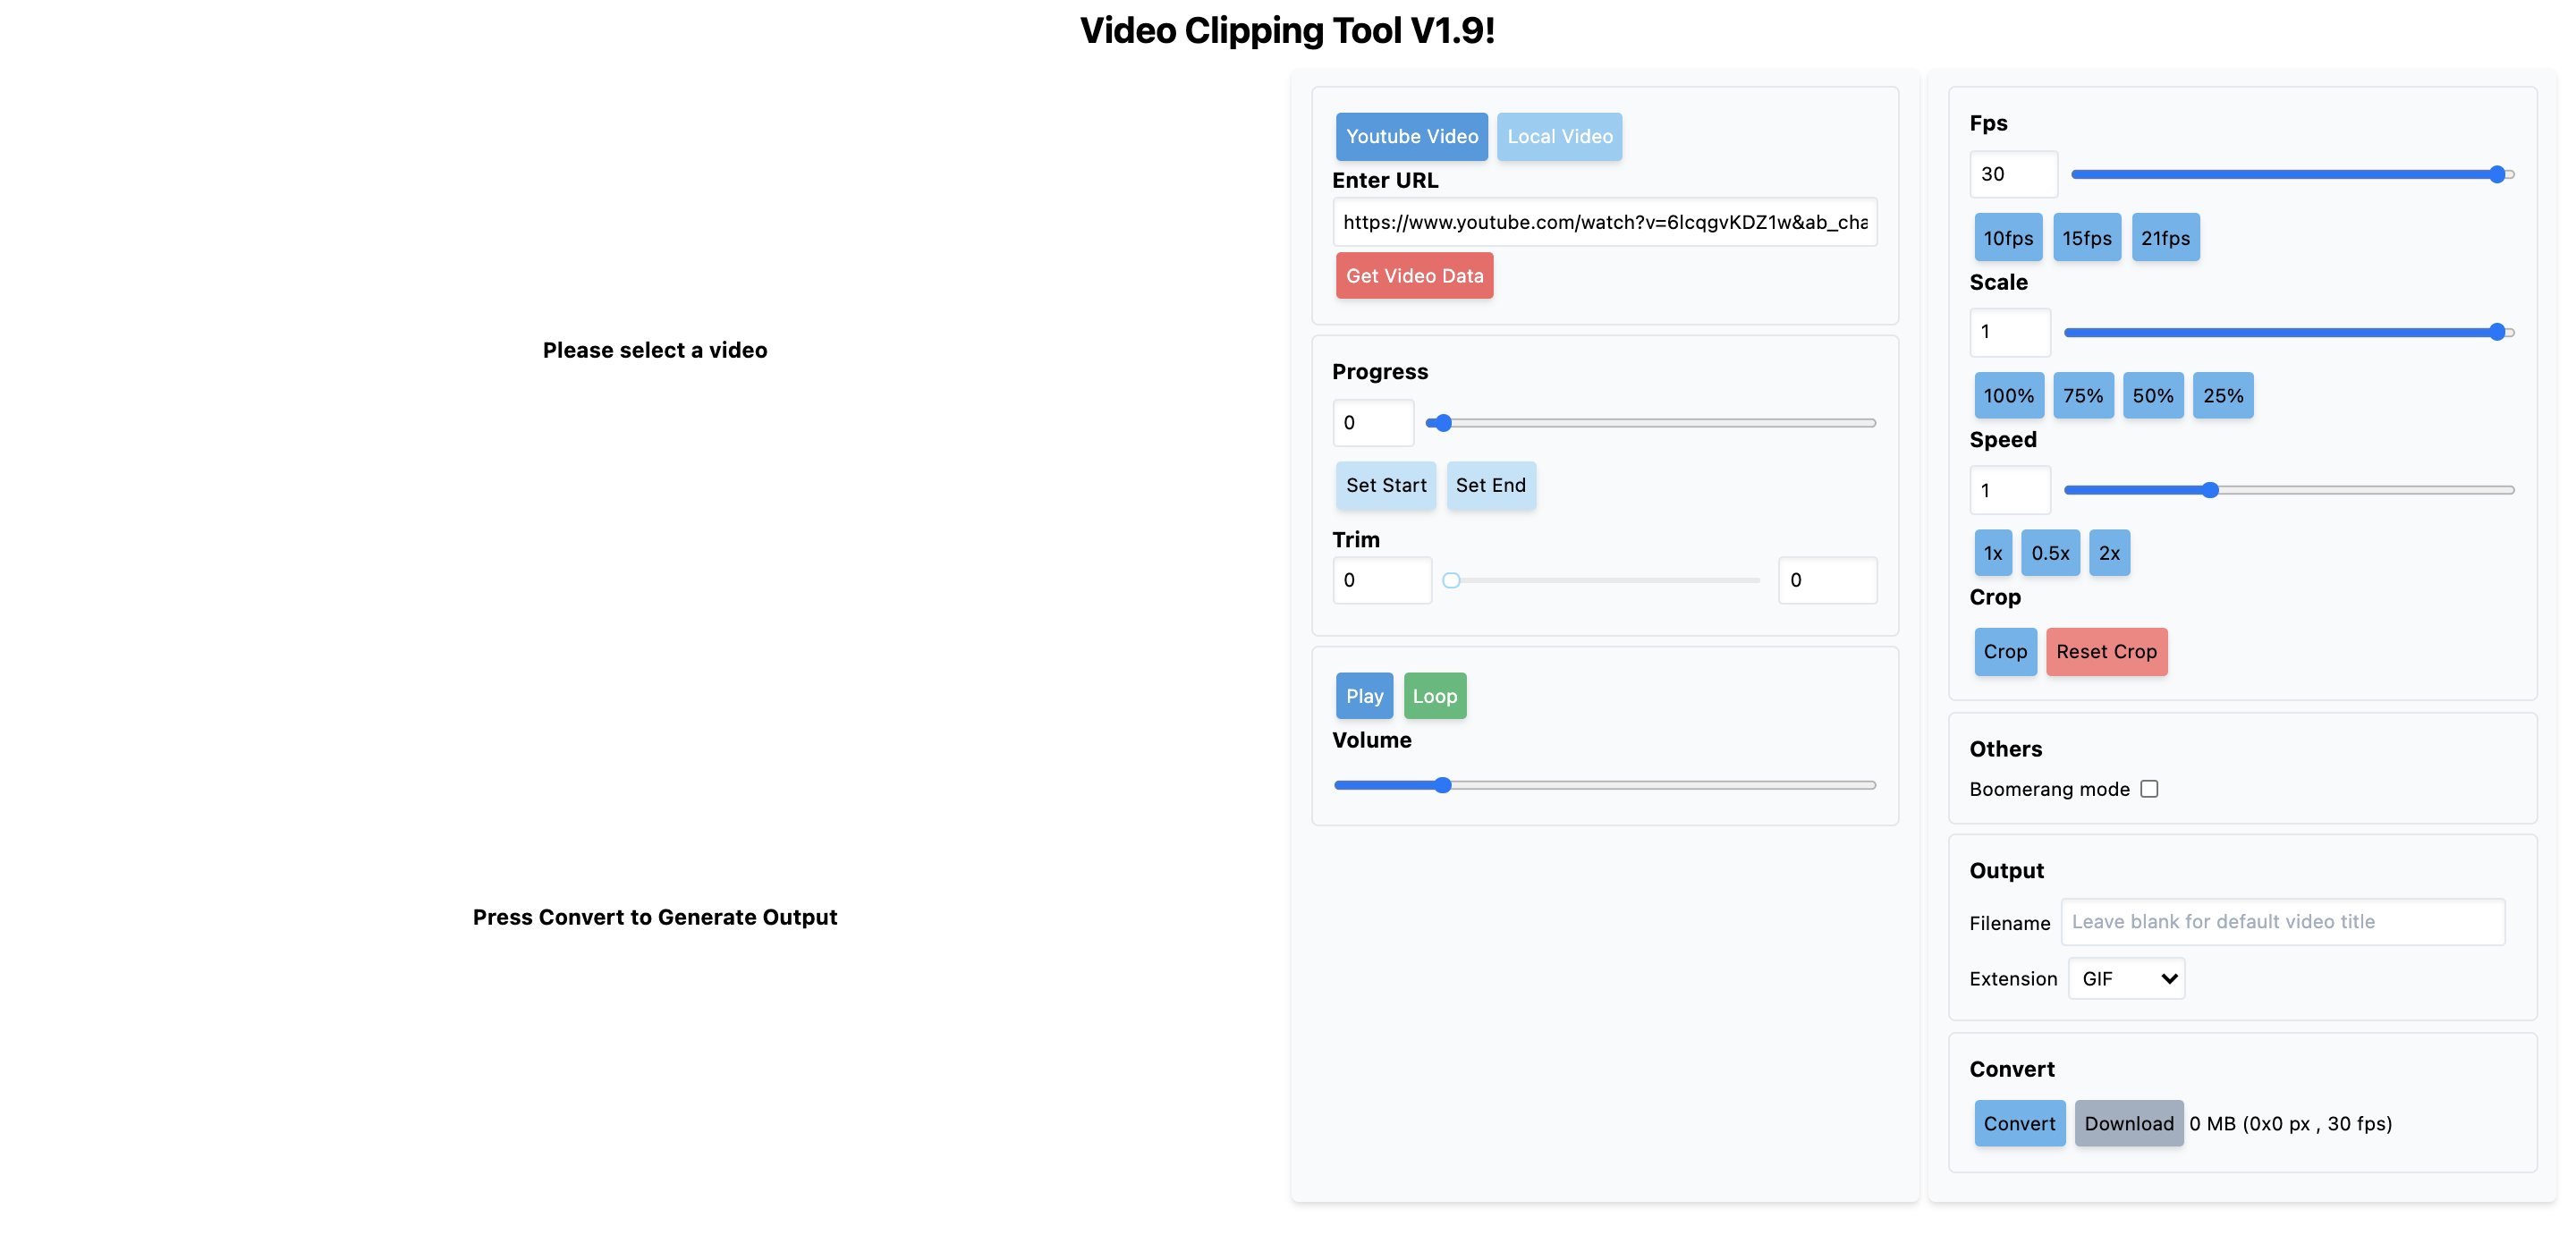 Video Clipping Tool V1.9!
Please select a video
Press Convert to Generate Output
Youtube Video Local Video
Enter URL
https://www.youtube.com/watch?v=6lcqgvKDZ1w&ab_cha
Get Video Data
Progress
0
Set Start Set End
Trim
0 0
Play Loop
Volume
Fps
30
10fps 15fps 21fps
Scale
1
100% 75% 50% 25%
Speed
1
1x 0.5x 2x
Crop
Crop Reset Crop
Others
Boomerang mode
Output
Filename Leave blank for default video title
Extension GIF
Convert
Convert Download 0 MB (0x0 px , 30 fps)